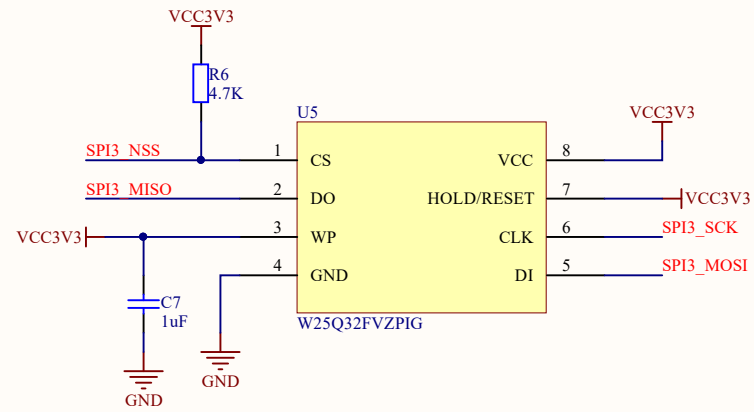 VCC3V3
R6
4.7K
U5
VCC3V3
SPI3_NSS
1
CS
VCC
8
SPI3_MISO
2
DO
HOLD/RESET
7
VCC3V3
VCC3V3
3
WP
CLK
6
SPI3_SCK
4
GND
DI
5
SPI3_MOSI
C7
1uF
W25Q32FVZPIG
GND
GND